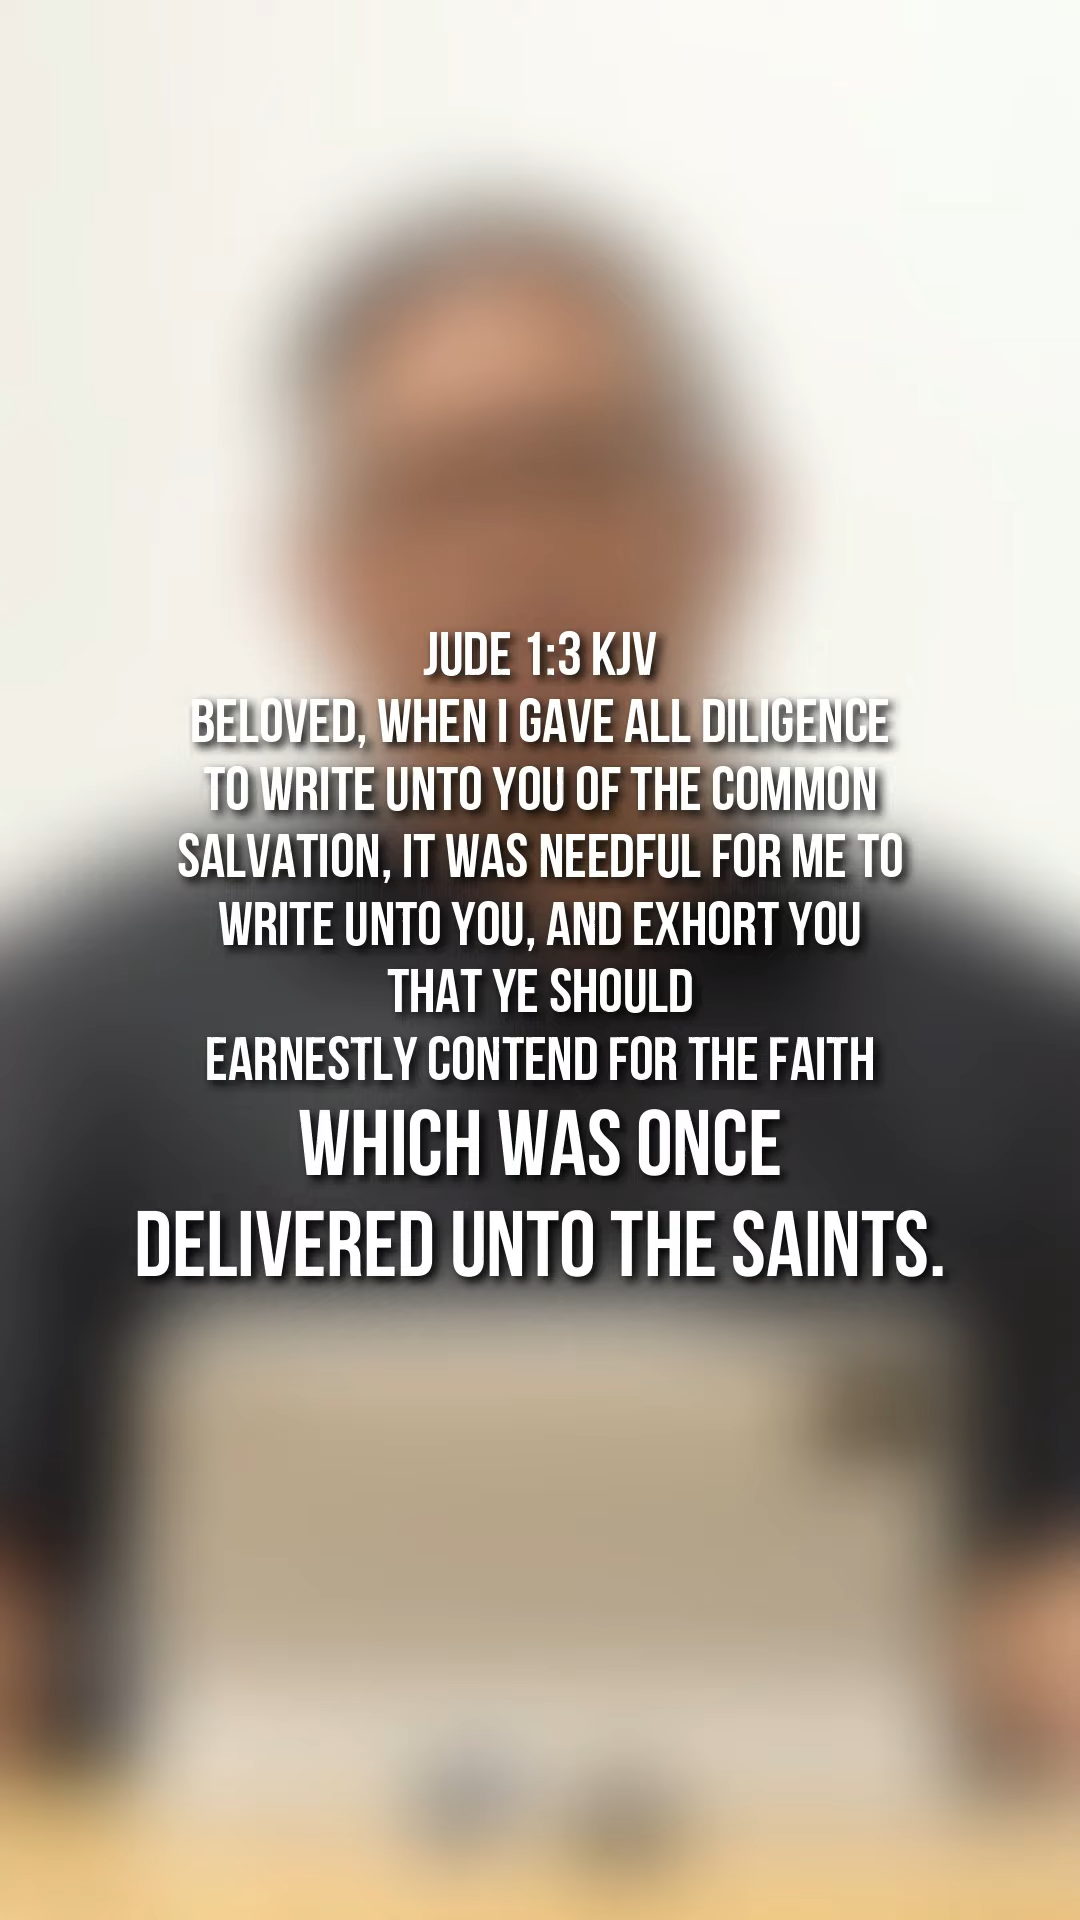 JUDE 1:3 KJV
BELOVED, WHEN I GAVE ALL DILIGENCE
TO WRITE UNTO YOU OF THE COMMON
SALVATION, IT WAS NEEDFUL FOR ME TO
WRITE UNTO YOU, AND EXHORT YOU
THAT YE SHOULD
EARNESTLY CONTEND FOR THE FAITH
WHICH WAS ONCE
DELIVERED UNTO THE SAINTS.